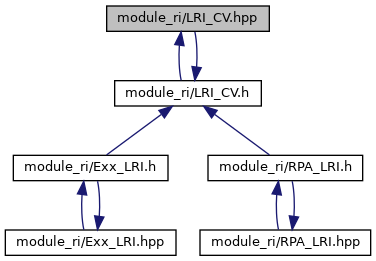 module_ri/LRI_CV.hpp
module_ri/LRI_CV.h
module_ri/Exx_LRI.h
module_ri/RPA_LRI.h
module_ri/Exx_LRI.hpp
module_ri/RPA_LRI.hpp